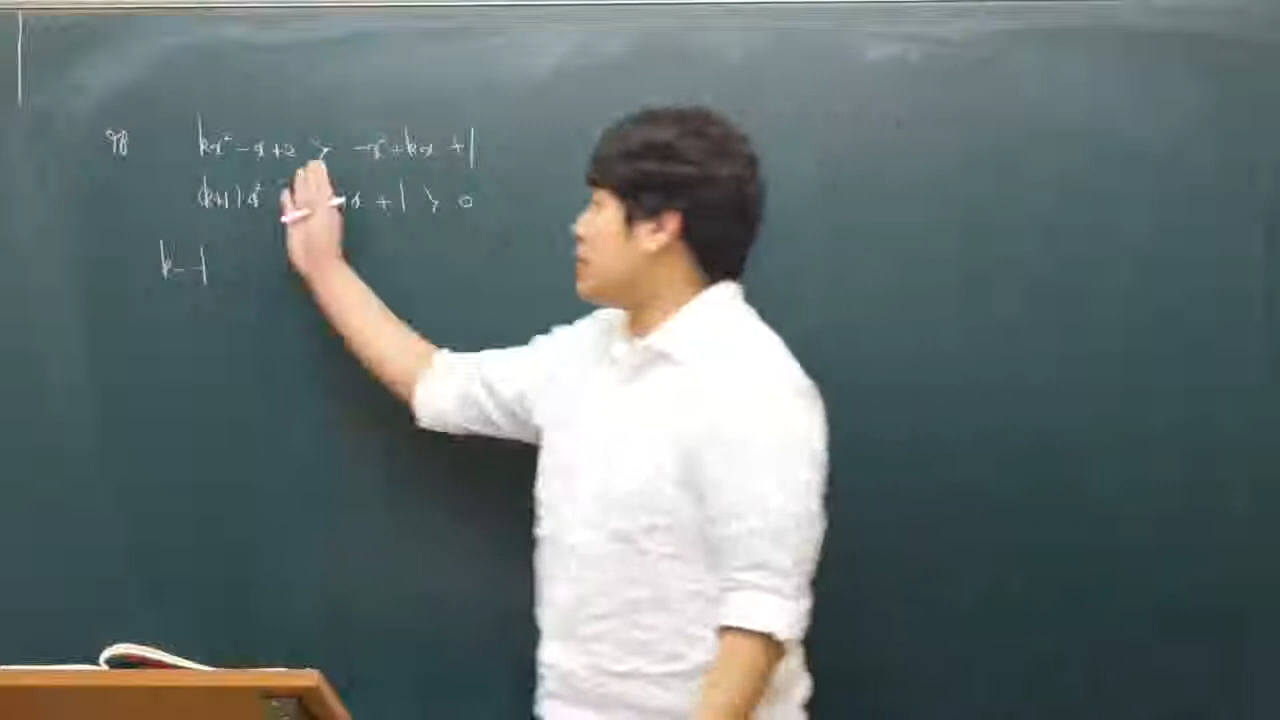 98
kx² - x + 2 > -x² + kx + 1
(k+1)x² x + 1 > 0
k = -1